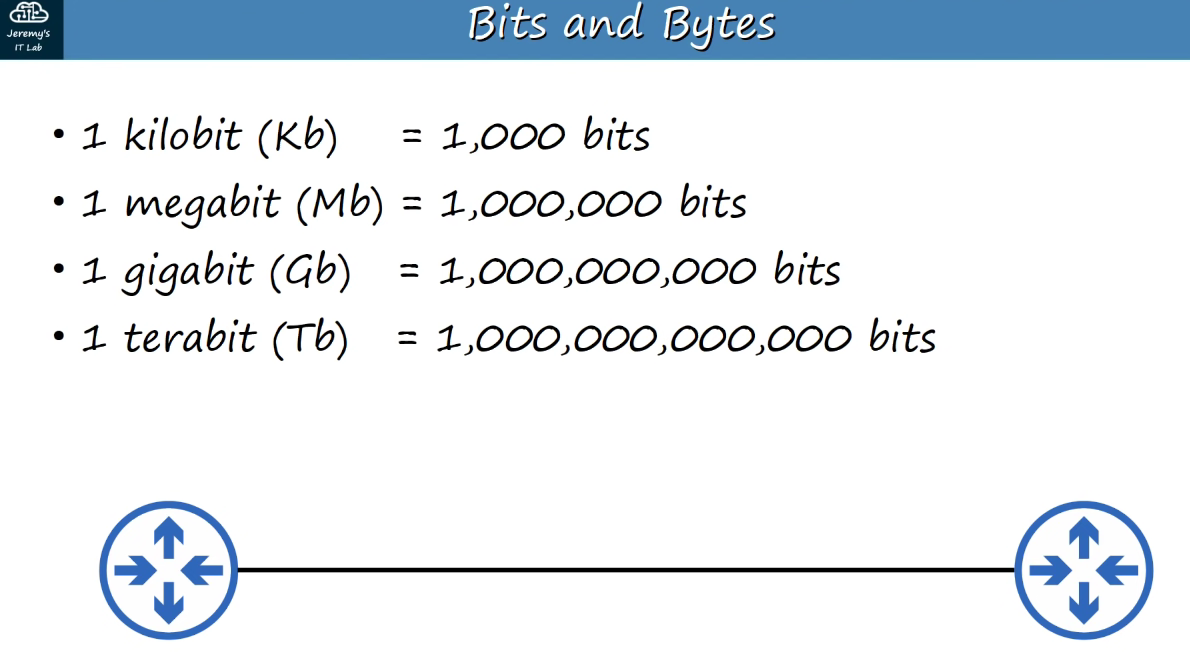 Jeremy's
IT Lab
Bits and Bytes
• 1 kilobit (Kb) = 1,000 bits
• 1 megabit (Mb) = 1,000,000 bits
• 1 gigabit (Gb) = 1,000,000,000 bits
• 1 terabit (Tb) = 1,000,000,000,000 bits